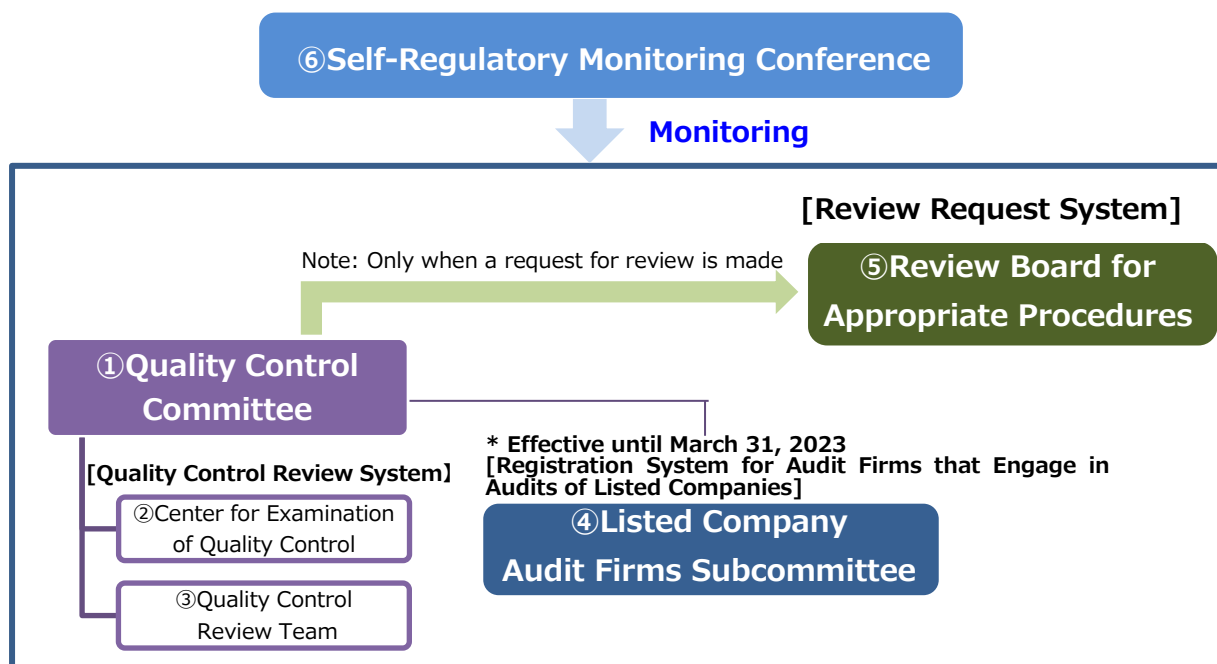 ⑥Self-Regulatory Monitoring Conference
Monitoring
[Review Request System]
Note: Only when a request for review is made
⑤Review Board for
Appropriate Procedures
①Quality Control
Committee
* Effective until March 31, 2023
[Registration System for Audit Firms that Engage in
Audits of Listed Companies]
[Quality Control Review System】
②Center for Examination
of Quality Control
④Listed Company
Audit Firms Subcommittee
③Quality Control
Review Team